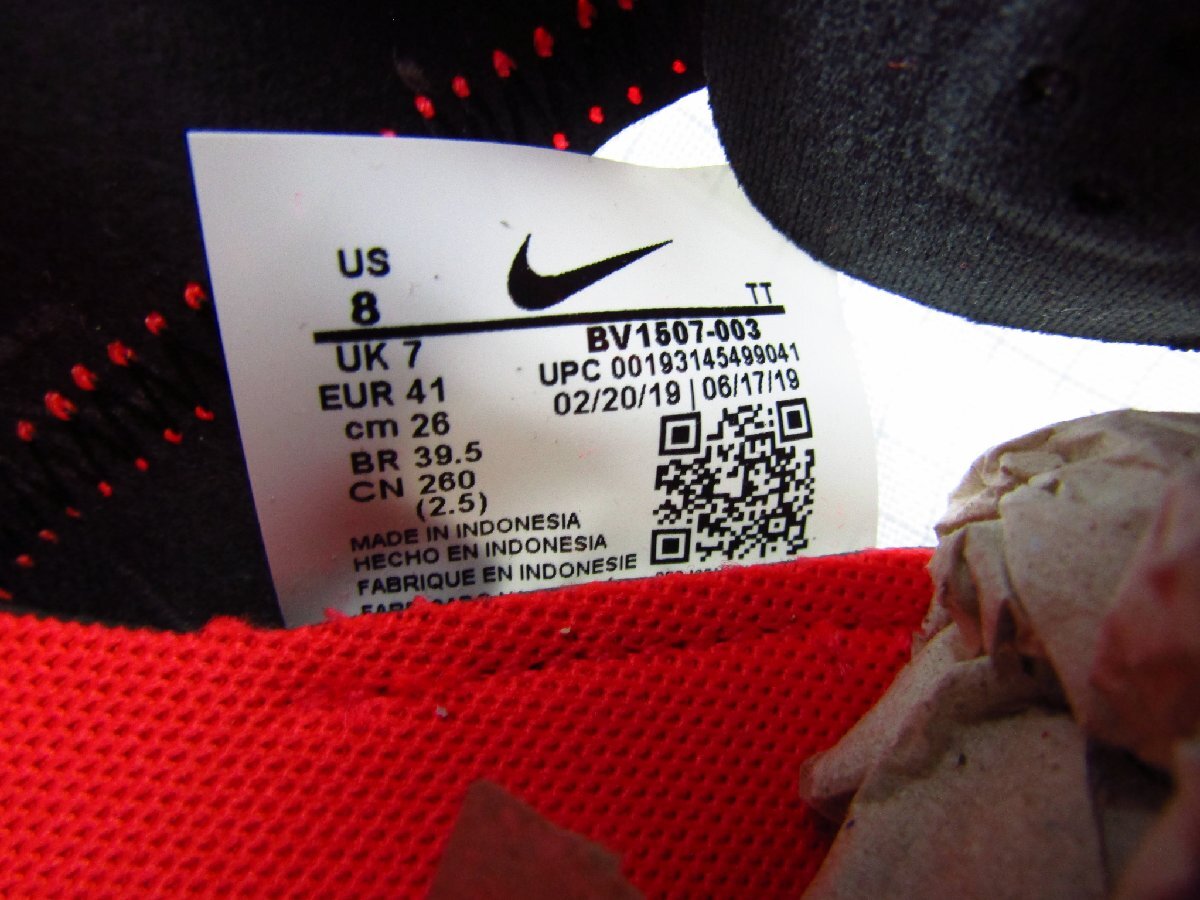 US
8
TT
BV1507-003
UK 7
UPC 00193145499041
EUR 41
02/20/19 | 06/17/19
cm 26
BR 39.5
CN 260
(2.5)
MADE IN INDONESIA
HECHO EN INDONESIA
FABRIQUE EN INDONESIE